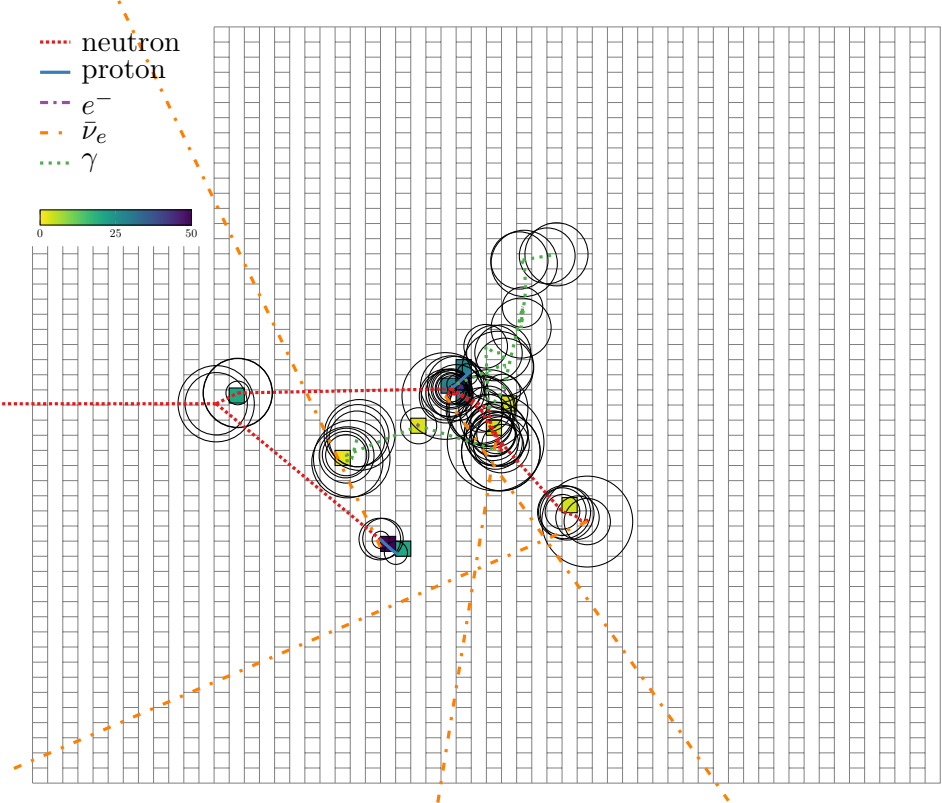 neutron
proton
e⁻
ν̄ₑ
γ
0 25 50